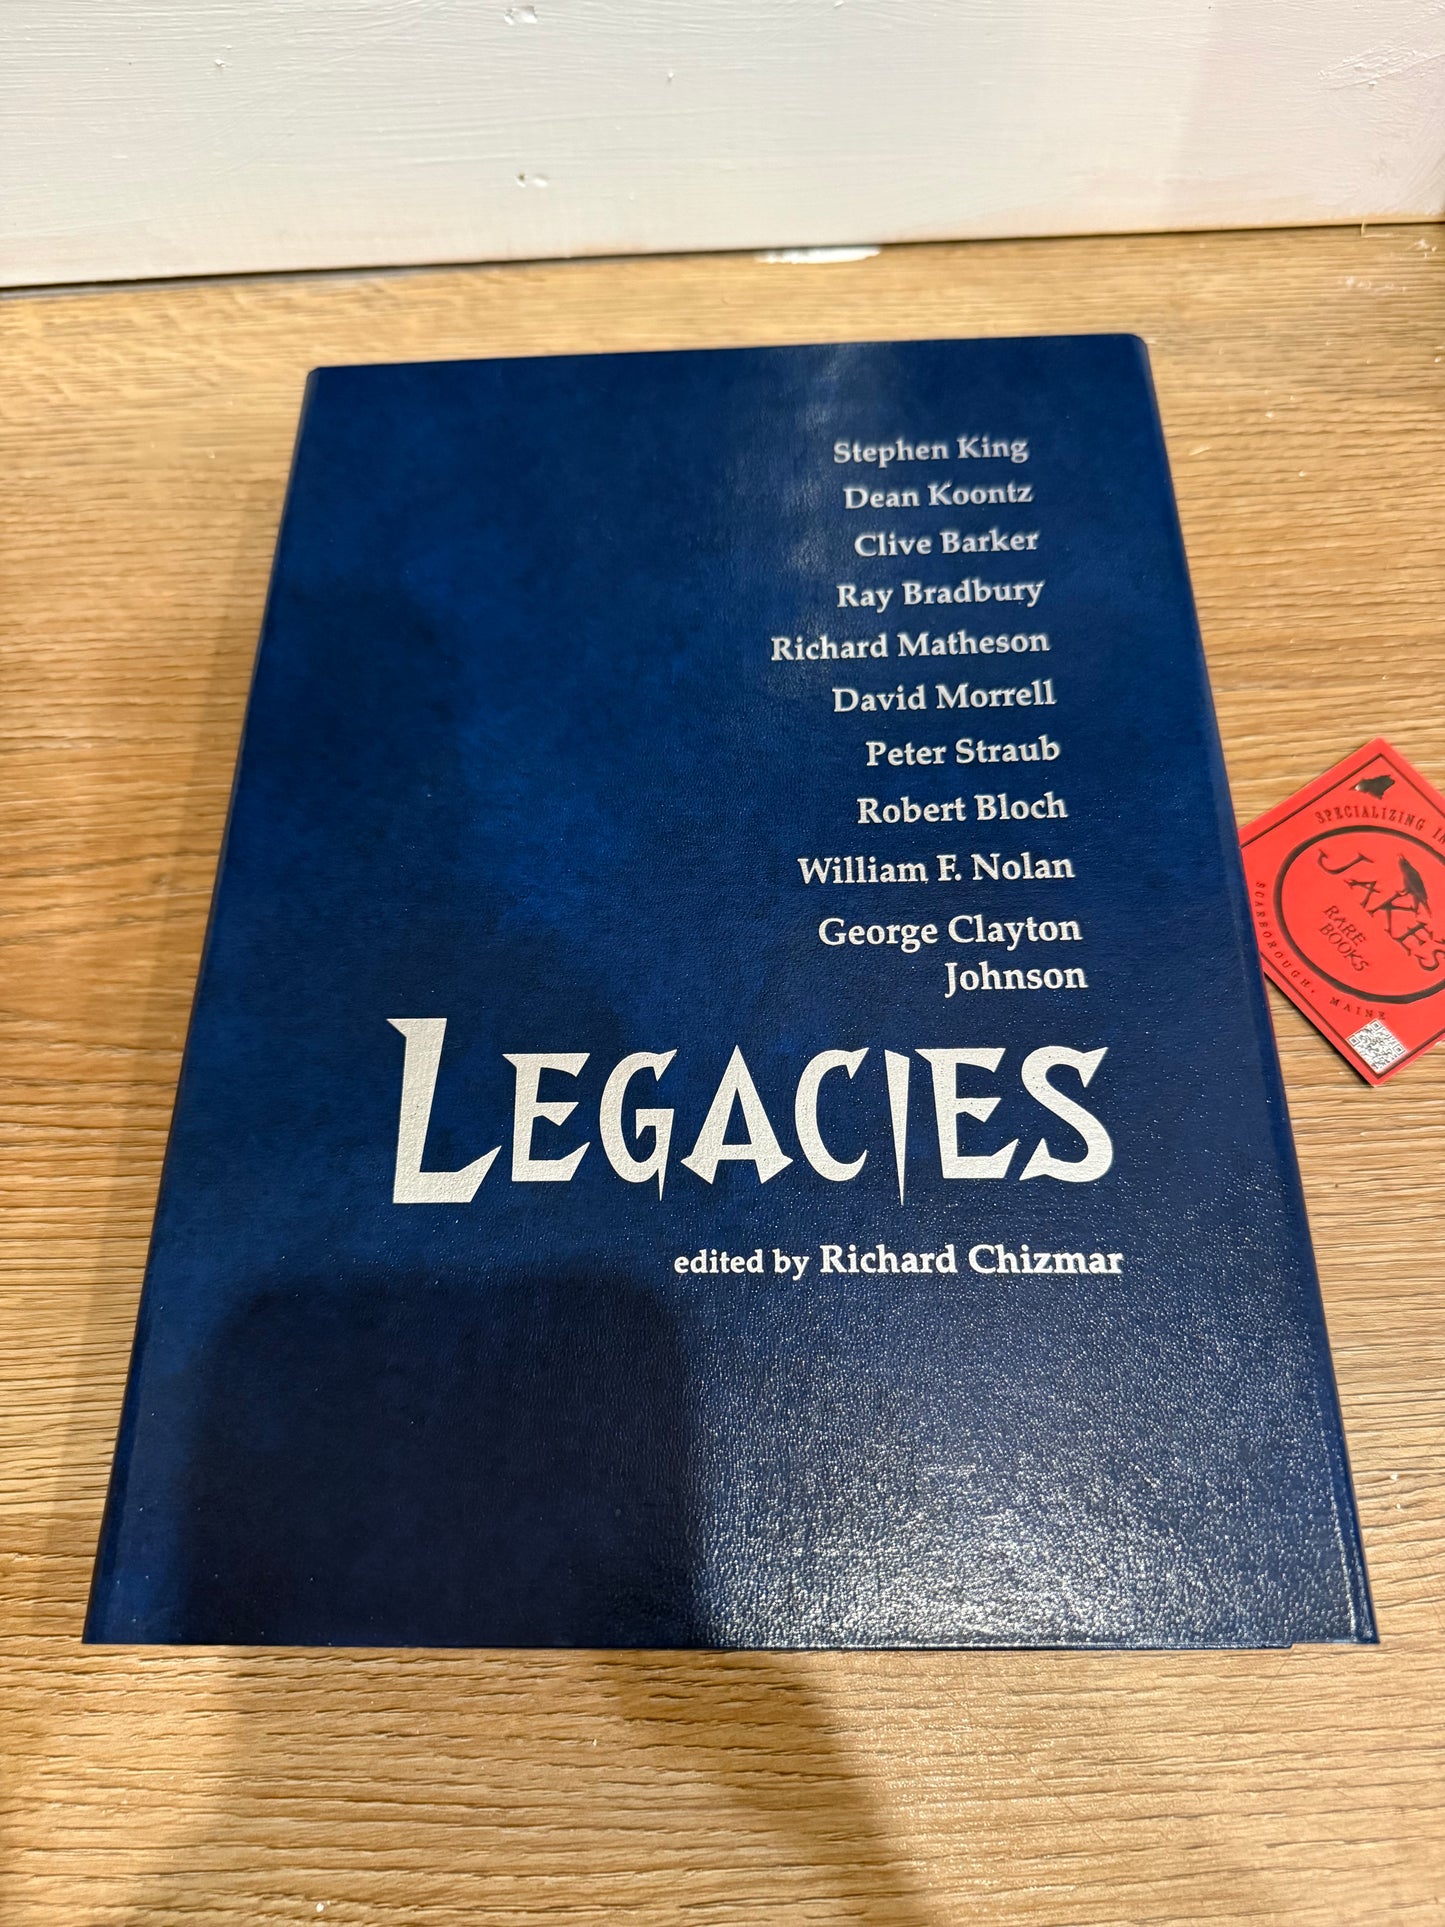 Stephen King
Dean Koontz
Clive Barker
Ray Bradbury
Richard Matheson
David Morrell
Peter Straub
Robert Bloch
William F. Nolan
George Clayton
Johnson
LEGACIES
edited by Richard Chizmar
SPECIALIZING IN
JAKE'S
RARE
BOOKS
SCARBOROUGH, MAINE